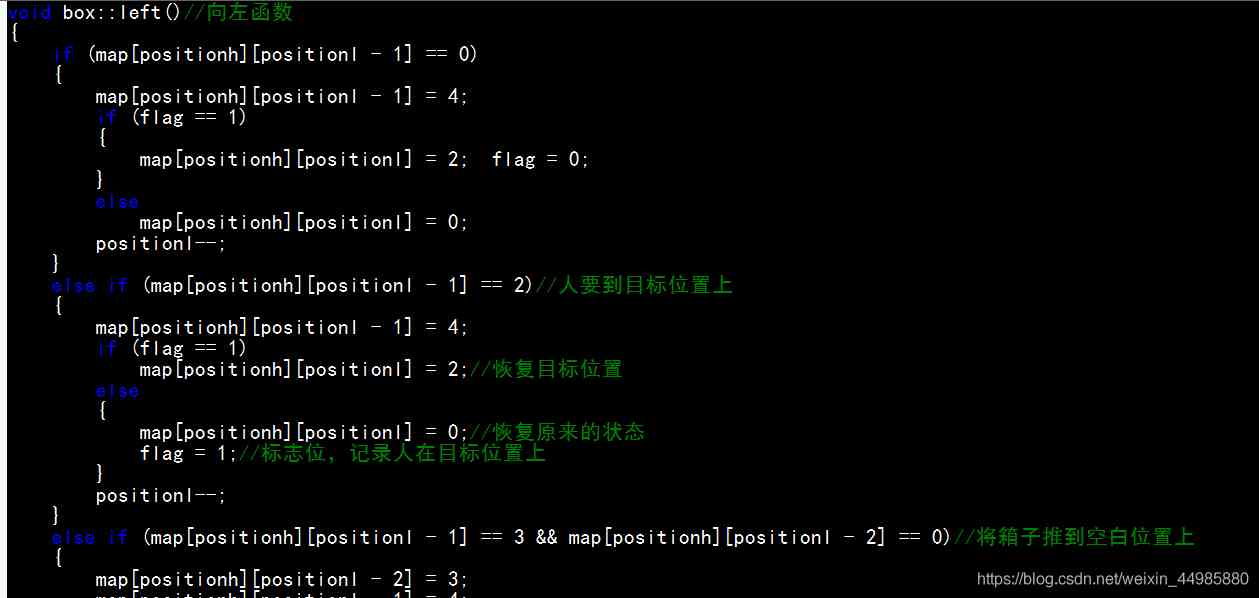 void box::left()//向左函数
{
    if (map[positionh][positionl - 1] == 0)
    {
        map[positionh][positionl - 1] = 4;
        if (flag == 1)
        {
            map[positionh][positionl] = 2;  flag = 0;
        }
        else
            map[positionh][positionl] = 0;
        positionl--;
    }
    else if (map[positionh][positionl - 1] == 2)//人要到目标位置上
    {
        map[positionh][positionl - 1] = 4;
        if (flag == 1)
            map[positionh][positionl] = 2;//恢复目标位置
        else
        {
            map[positionh][positionl] = 0;//恢复原来的状态
            flag = 1;//标志位，记录人在目标位置上
        }
        positionl--;
    }
    else if (map[positionh][positionl - 1] == 3 && map[positionh][positionl - 2] == 0)//将箱子推到空白位置上
    {
        map[positionh][positionl - 2] = 3;
        map[positionh][positionl - 1] = 4;
https://blog.csdn.net/weixin_44985880